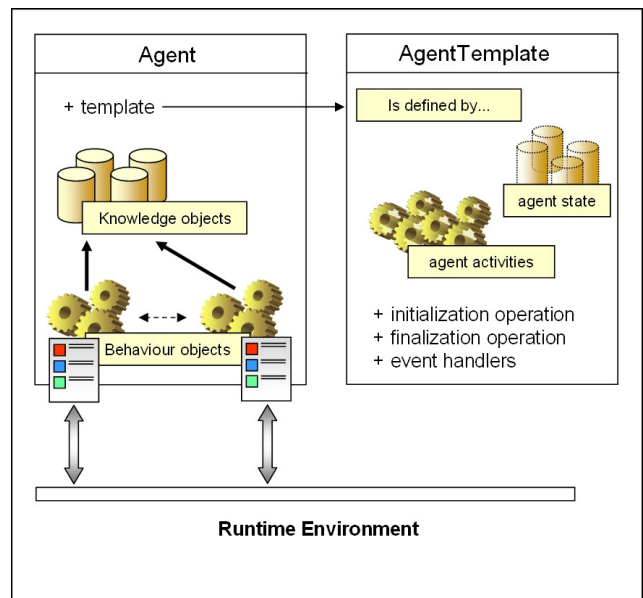 Agent
+ template
Knowledge objects
Behaviour objects
AgentTemplate
Is defined by...
agent state
agent activities
+ initialization operation
+ finalization operation
+ event handlers
Runtime Environment